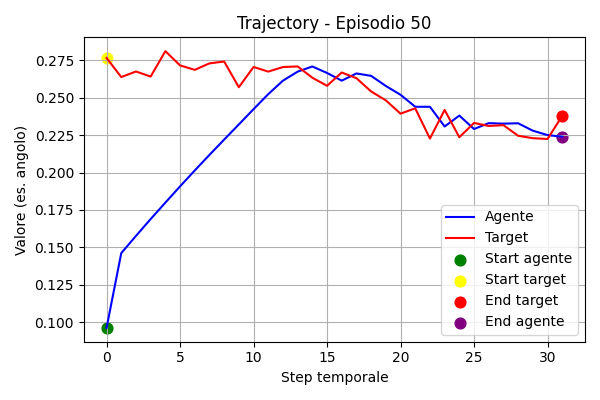 Trajectory - Episodio 50
Valore (es. angolo)
0.275
0.250
0.225
0.200
0.175
0.150
0.125
0.100
Agente
Target
Start agente
Start target
End target
End agente
0 5 10 15 20 25 30
Step temporale